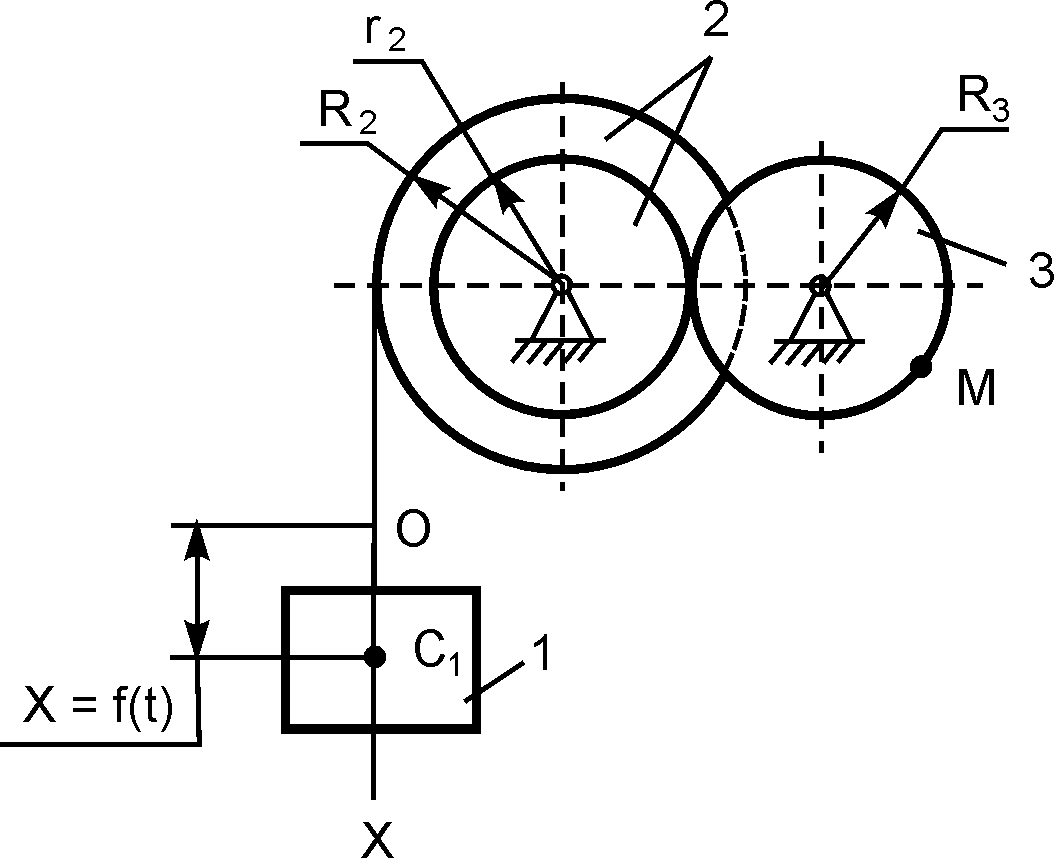 r₂
2
R₂
R₃
3
M
O
C₁
1
X = f(t)
X